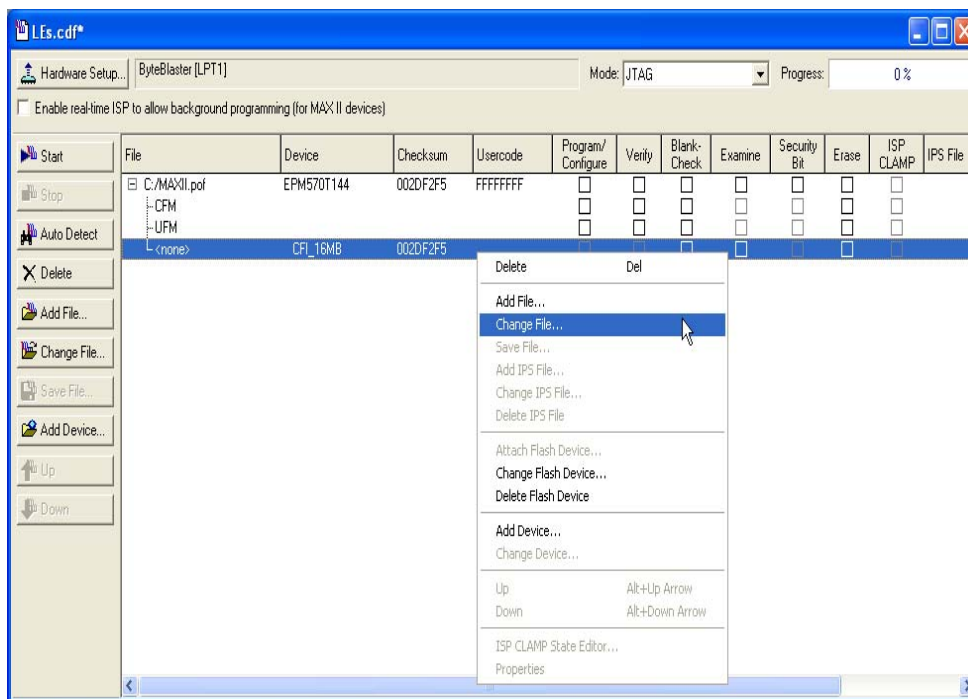 LEs.cdf*
Hardware Setup... ByteBlaster [LPT1] Mode: JTAG Progress: 0 %
Enable real-time ISP to allow background programming (for MAX II devices)
Start
Stop
Auto Detect
Delete
Add File...
Change File...
Save File...
Add Device...
Up
Down
File Device Checksum Usercode Program/ Configure Verify Blank- Check Examine Security Bit Erase ISP CLAMP IPS File
C:/MAXII.pof EPM570T144 002DF2F5 FFFFFFFF
CFM
UFM
<none> CFI_16MB 002DF2F5
Delete Del
Add File...
Change File...
Save File...
Add IPS File...
Change IPS File...
Delete IPS File
Attach Flash Device...
Change Flash Device...
Delete Flash Device
Add Device...
Change Device...
Up Alt+Up Arrow
Down Alt+Down Arrow
ISP CLAMP State Editor...
Properties